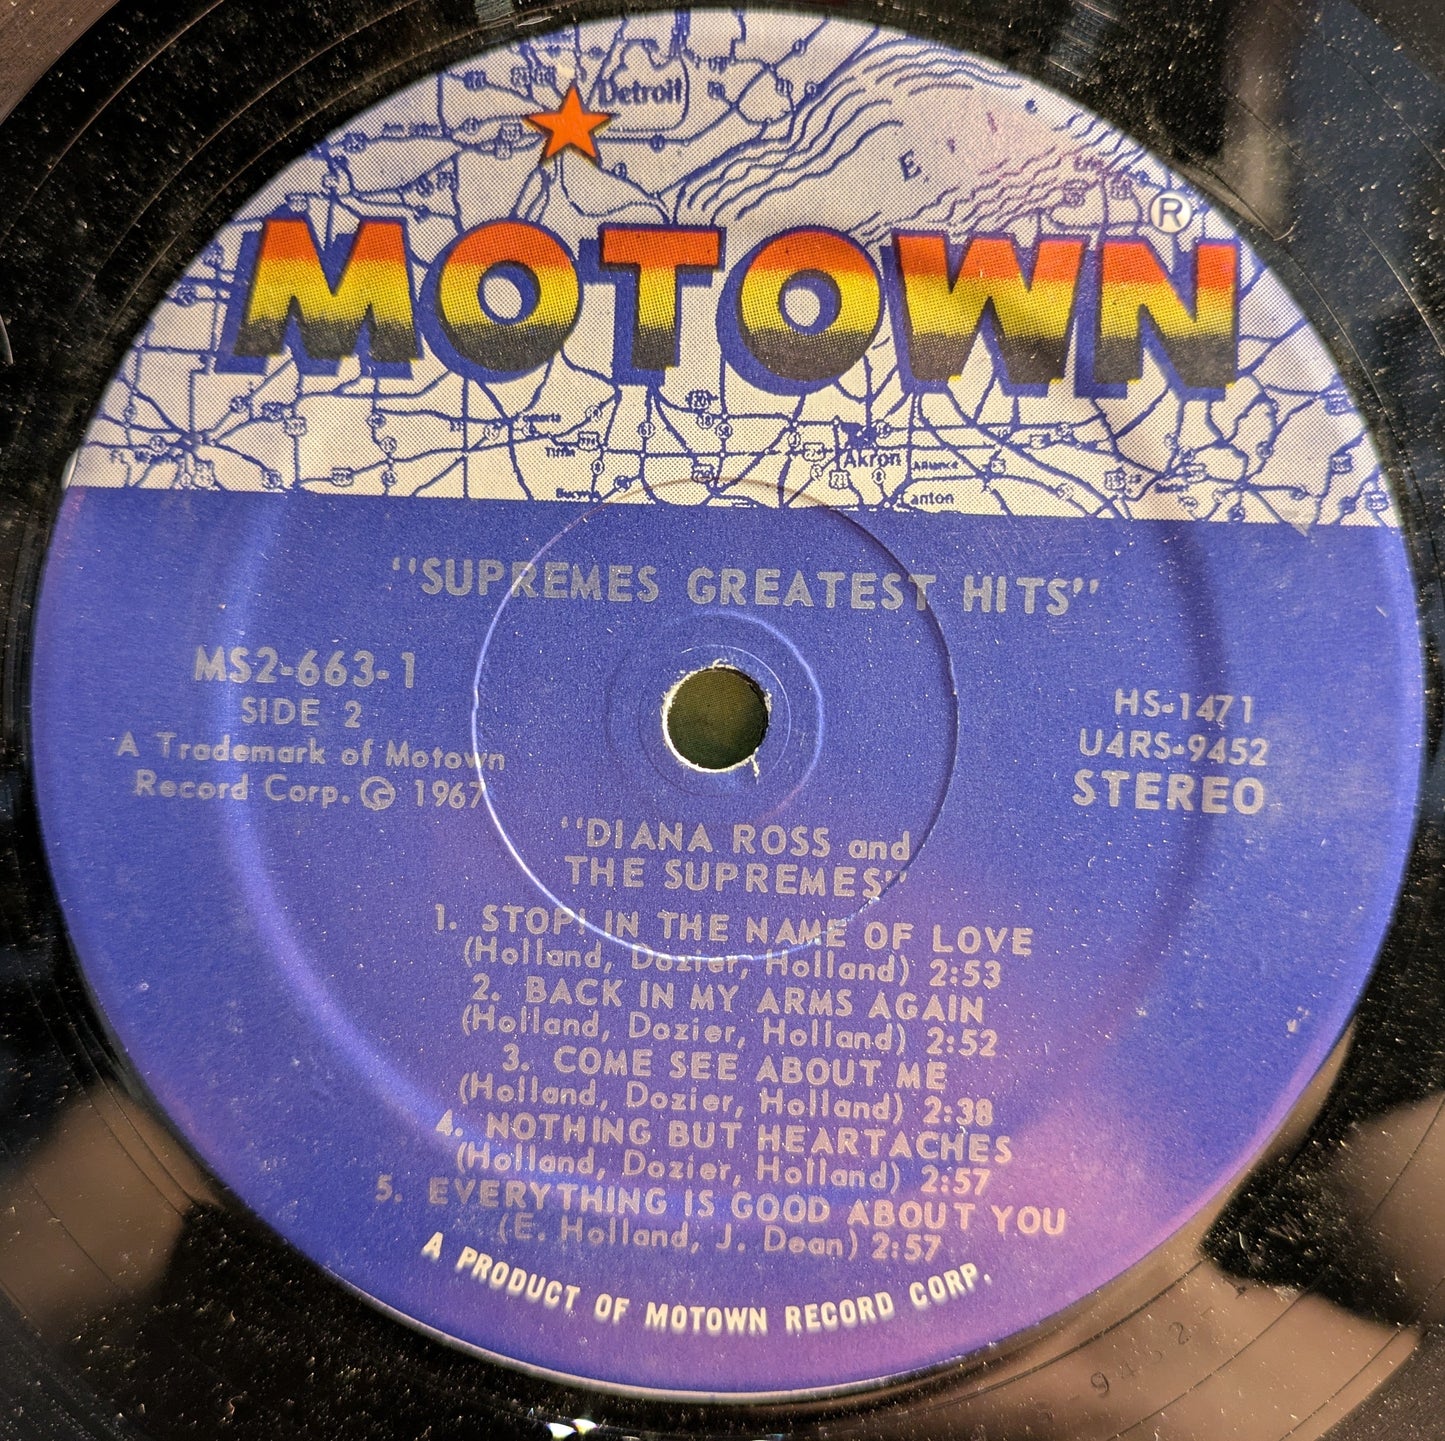 Detroit
E R I
®
MOTOWN
Akron
Alliance
Bucyrus
Canton
"SUPREMES GREATEST HITS"
MS2-663-1
SIDE 2
A Trademark of Motown
Record Corp. © 1967
HS-1471
U4RS-9452
STEREO
"DIANA ROSS and
THE SUPREMES"
1. STOP! IN THE NAME OF LOVE
(Holland, Dozier, Holland) 2:53
2. BACK IN MY ARMS AGAIN
(Holland, Dozier, Holland) 2:52
3. COME SEE ABOUT ME
(Holland, Dozier, Holland) 2:38
4. NOTHING BUT HEARTACHES
(Holland, Dozier, Holland) 2:57
5. EVERYTHING IS GOOD ABOUT YOU
(E. Holland, J. Dean) 2:57
A PRODUCT OF MOTOWN RECORD CORP.
9452